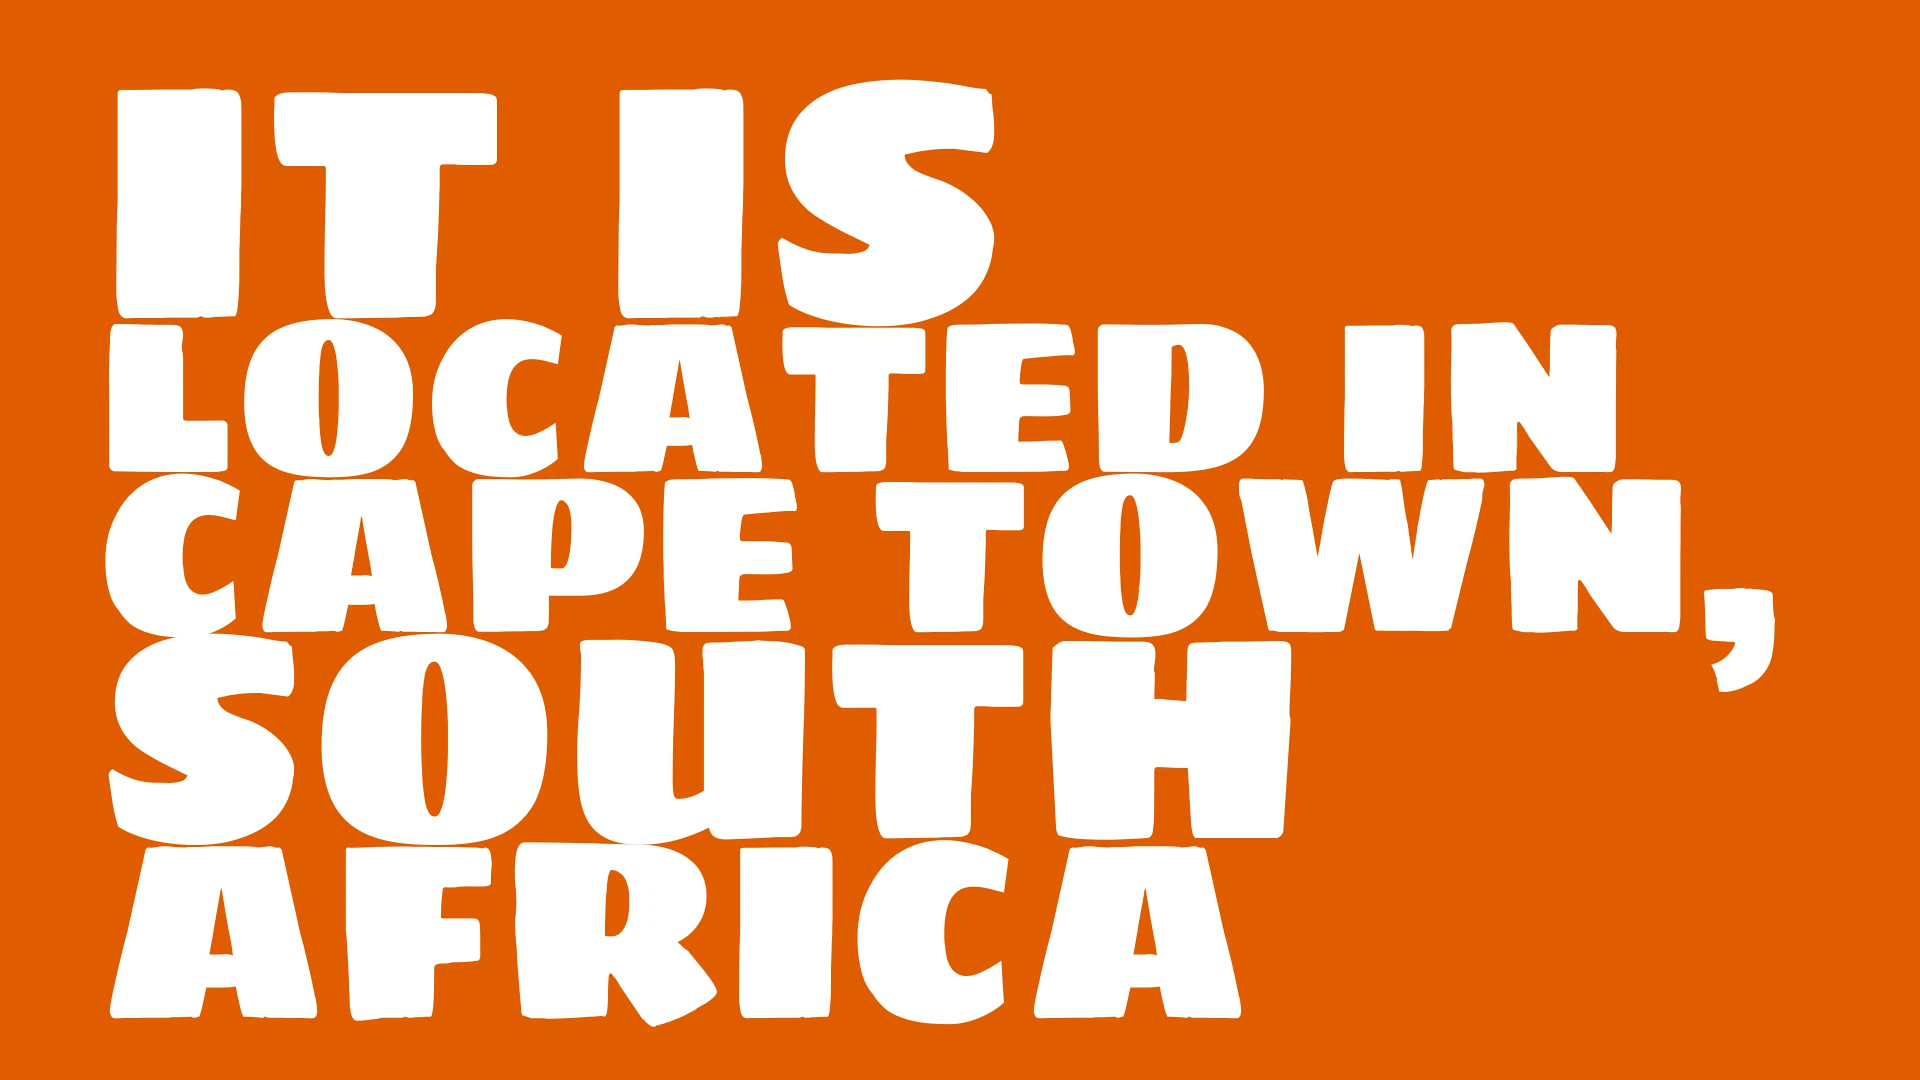 IT IS
LOCATED IN
CAPE TOWN,
SOUTH
AFRICA